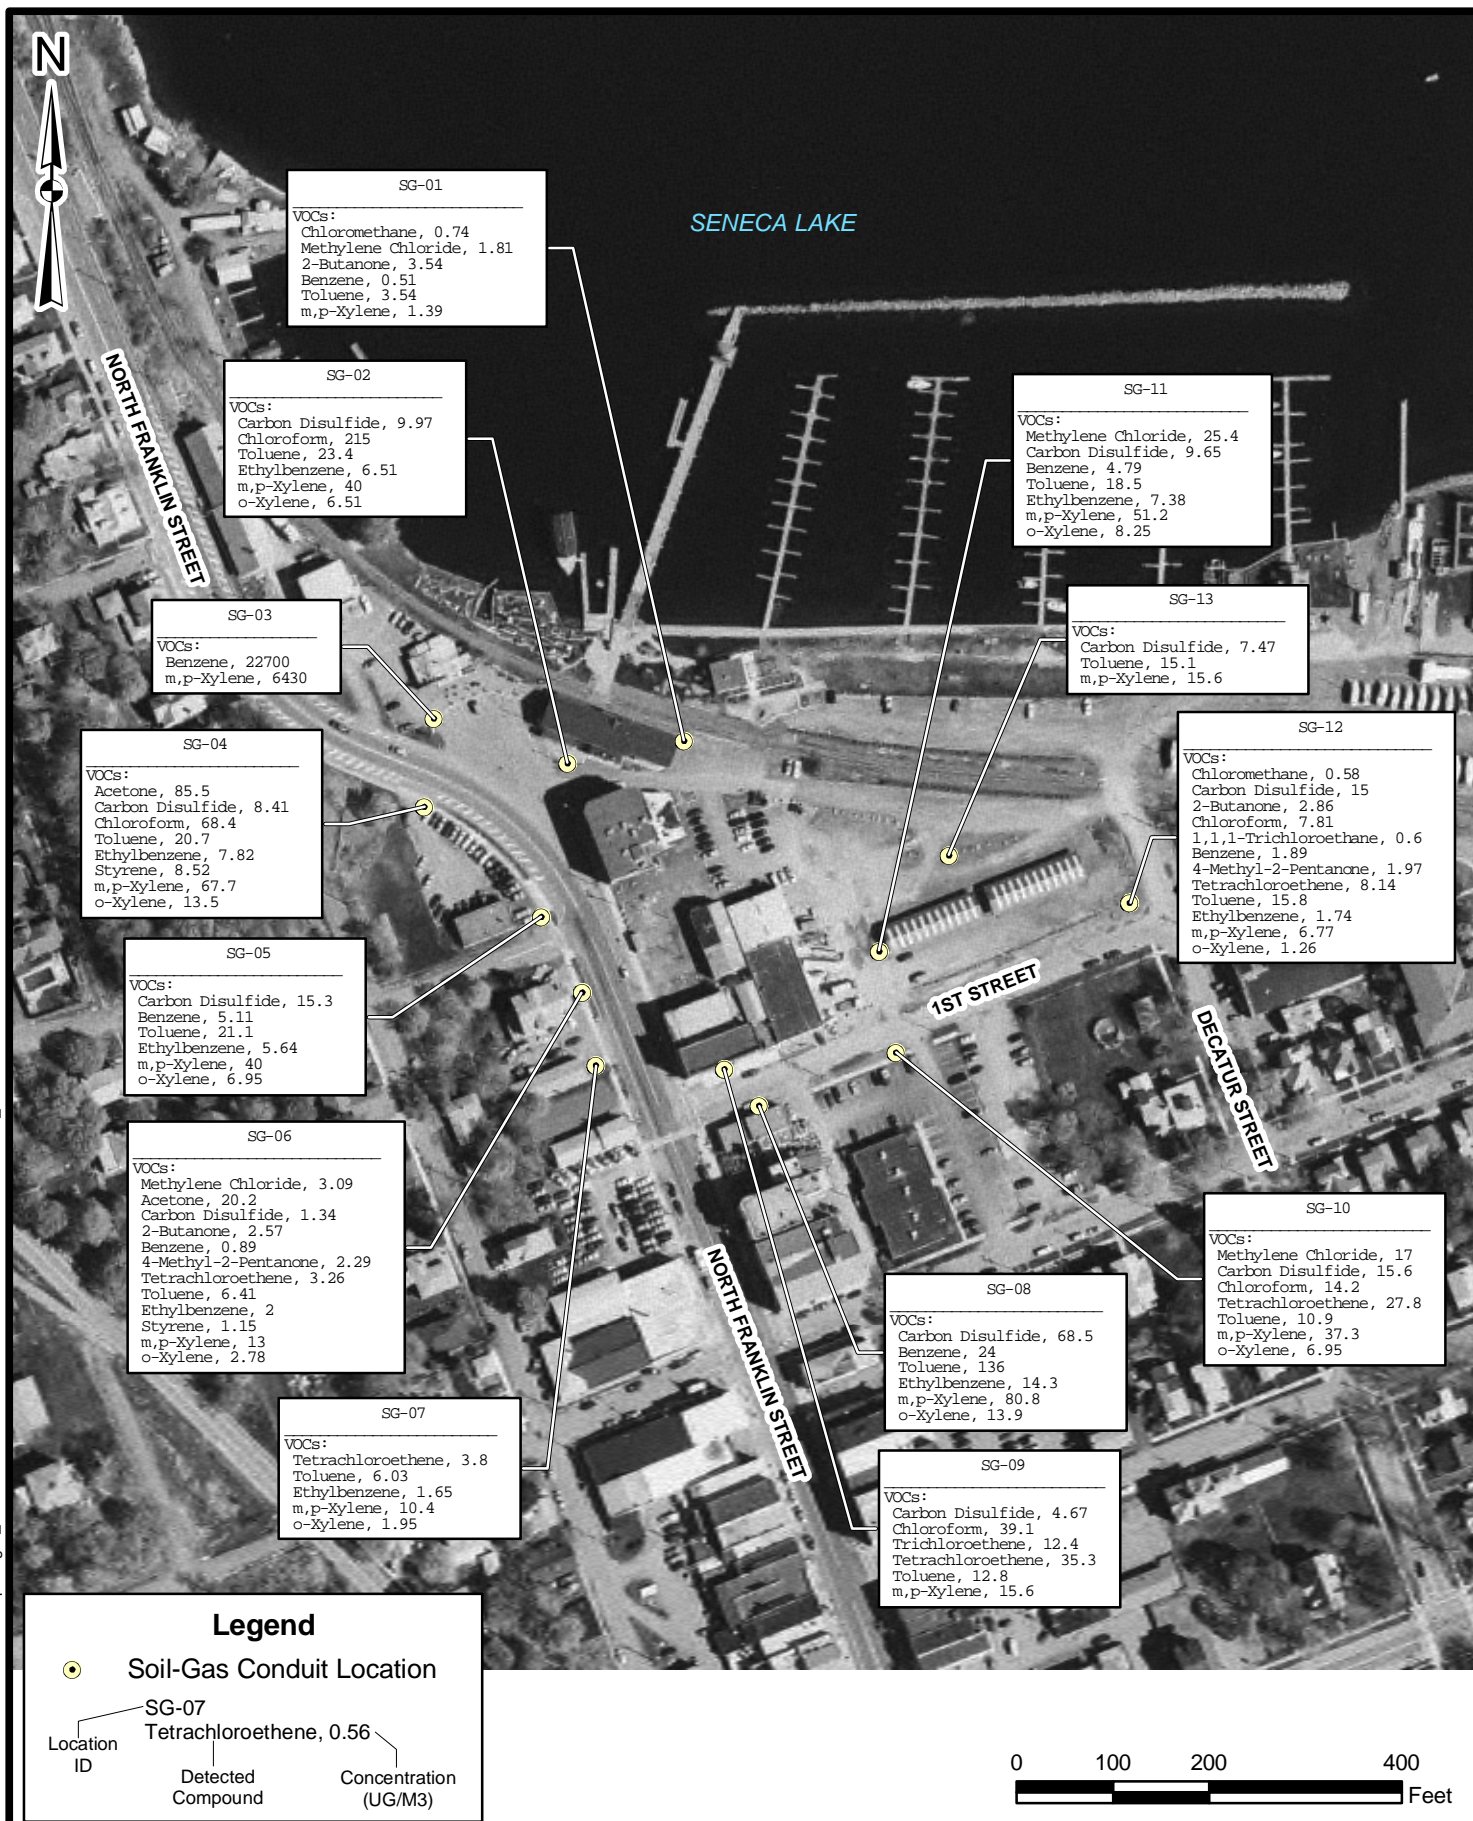 N
SENECA LAKE
SG-01
VOCs:
Chloromethane, 0.74
Methylene Chloride, 1.81
2-Butanone, 3.54
Benzene, 0.51
Toluene, 3.54
m,p-Xylene, 1.39
NORTH FRANKLIN STREET
SG-02
VOCs:
Carbon Disulfide, 9.97
Chloroform, 215
Toluene, 23.4
Ethylbenzene, 6.51
m,p-Xylene, 40
o-Xylene, 6.51
SG-11
VOCs:
Methylene Chloride, 25.4
Carbon Disulfide, 9.65
Benzene, 4.79
Toluene, 18.5
Ethylbenzene, 7.38
m,p-Xylene, 51.2
o-Xylene, 8.25
SG-03
VOCs:
Benzene, 22700
m,p-Xylene, 6430
SG-13
VOCs:
Carbon Disulfide, 7.47
Toluene, 15.1
m,p-Xylene, 15.6
SG-04
VOCs:
Acetone, 85.5
Carbon Disulfide, 8.41
Chloroform, 68.4
Toluene, 20.7
Ethylbenzene, 7.82
Styrene, 8.52
m,p-Xylene, 67.7
o-Xylene, 13.5
SG-12
VOCs:
Chloromethane, 0.58
Carbon Disulfide, 15
2-Butanone, 2.86
Chloroform, 7.81
1,1,1-Trichloroethane, 0.6
Benzene, 1.89
4-Methyl-2-Pentanone, 1.97
Tetrachloroethene, 8.14
Toluene, 15.8
Ethylbenzene, 1.74
m,p-Xylene, 6.77
o-Xylene, 1.26
SG-05
VOCs:
Carbon Disulfide, 15.3
Benzene, 5.11
Toluene, 21.1
Ethylbenzene, 5.64
m,p-Xylene, 40
o-Xylene, 6.95
1ST STREET
DECATUR STREET
SG-06
VOCs:
Methylene Chloride, 3.09
Acetone, 20.2
Carbon Disulfide, 1.34
2-Butanone, 2.57
Benzene, 0.89
4-Methyl-2-Pentanone, 2.29
Tetrachloroethene, 3.26
Toluene, 6.41
Ethylbenzene, 2
Styrene, 1.15
m,p-Xylene, 13
o-Xylene, 2.78
SG-10
VOCs:
Methylene Chloride, 17
Carbon Disulfide, 15.6
Chloroform, 14.2
Tetrachloroethene, 27.8
Toluene, 10.9
m,p-Xylene, 37.3
o-Xylene, 6.95
NORTH FRANKLIN STREET
SG-08
VOCs:
Carbon Disulfide, 68.5
Benzene, 24
Toluene, 136
Ethylbenzene, 14.3
m,p-Xylene, 80.8
o-Xylene, 13.9
SG-07
VOCs:
Tetrachloroethene, 3.8
Toluene, 6.03
Ethylbenzene, 1.65
m,p-Xylene, 10.4
o-Xylene, 1.95
SG-09
VOCs:
Carbon Disulfide, 4.67
Chloroform, 39.1
Trichloroethene, 12.4
Tetrachloroethene, 35.3
Toluene, 12.8
m,p-Xylene, 15.6
Legend
Soil-Gas Conduit Location
SG-07
Tetrachloroethene, 0.56
Location
ID
Detected
Compound
Concentration
(UG/M3)
0 100 200 400
Feet